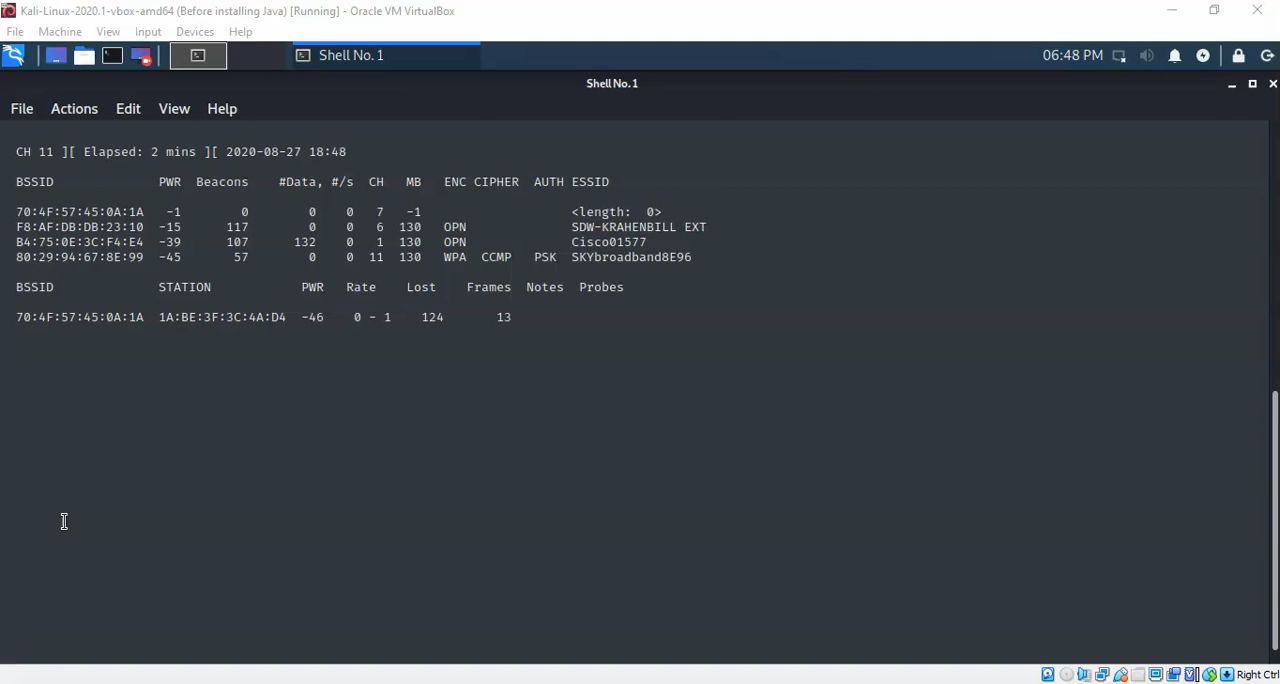 Kali-Linux-2020.1-vbox-amd64 (Before installing Java) [Running] - Oracle VM VirtualBox
File Machine View Input Devices Help
Shell No. 1 06:48 PM
Shell No. 1
File Actions Edit View Help
CH 11 ][ Elapsed: 2 mins ][ 2020-08-27 18:48
BSSID PWR Beacons #Data, #/s CH MB ENC CIPHER AUTH ESSID
70:4F:57:45:0A:1A -1 0 0 0 7 -1 <length: 0>
F8:AF:DB:DB:23:10 -15 117 0 0 6 130 OPN SDW-KRAHENBILL EXT
B4:75:0E:3C:F4:E4 -39 107 132 0 1 130 OPN Cisco01577
80:29:94:67:8E:99 -45 57 0 0 11 130 WPA CCMP PSK SKYbroadband8E96
BSSID STATION PWR Rate Lost Frames Notes Probes
70:4F:57:45:0A:1A 1A:BE:3F:3C:4A:D4 -46 0 - 1 124 13
Right Ctrl